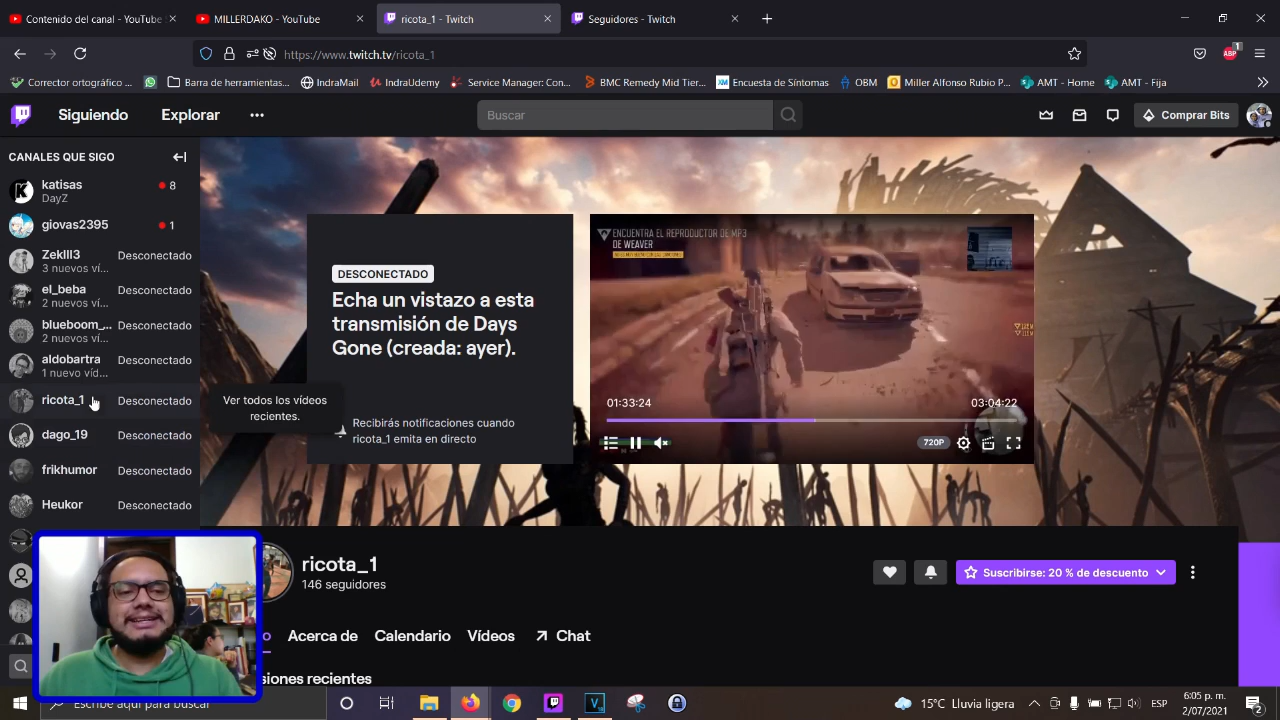 Contenido del canal - YouTube
MILLERDAKO - YouTube
ricota_1 - Twitch
Seguidores - Twitch
https://www.twitch.tv/ricota_1
ABP
1
Corrector ortográfico ...
Barra de herramientas...
IndraMail
IndraUdemy
Service Manager: Con...
BMC Remedy Mid Tier...
Encuesta de Síntomas
OBM
Miller Alfonso Rubio P...
AMT - Home
AMT - Fija
Siguiendo
Explorar
Buscar
Comprar Bits
CANALES QUE SIGO
katisas
8
DayZ
giovas2395
1
ZekIII3
Desconectado
3 nuevos ví...
el_beba
Desconectado
2 nuevos ví...
blueboom_...
Desconectado
2 nuevos ví...
aldobartra
Desconectado
1 nuevo víd...
ricota_1
Desconectado
dago_19
Desconectado
frikhumor
Desconectado
Heukor
Desconectado
Ver todos los vídeos
recientes.
DESCONECTADO
Echa un vistazo a esta
transmisión de Days
Gone (creada: ayer).
Recibirás notificaciones cuando
ricota_1 emita en directo
ENCUENTRA EL REPRODUCTOR DE MP3
DE WEAVER
01:33:24
03:04:22
720P
ricota_1
146 seguidores
Suscribirse: 20 % de descuento
o
Acerca de
Calendario
Vídeos
Chat
siones recientes
Escribe aquí para buscar
15°C Lluvia ligera
ESP
6:05 p. m.
2/07/2021
2